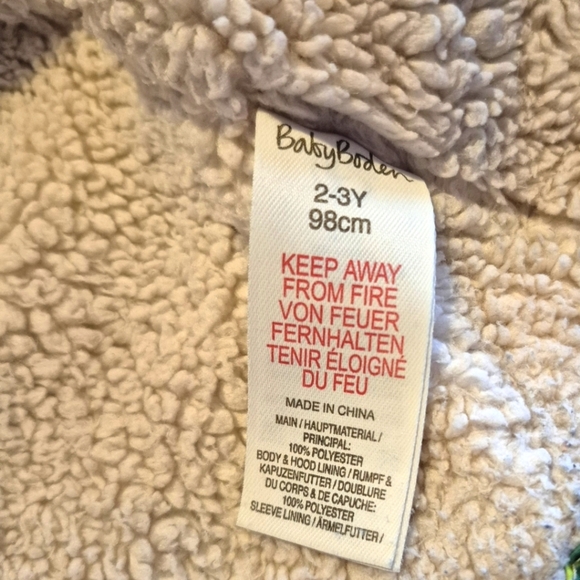 BabyBoden
2-3Y
98cm
KEEP AWAY
FROM FIRE
VON FEUER
FERNHALTEN
TENIR ÉLOIGNÉ
DU FEU
MADE IN CHINA
MAIN / HAUPTMATERIAL /
PRINCIPAL:
100% POLYESTER
BODY & HOOD LINING / RUMPF &
KAPUZENFUTTER / DOUBLURE
DU CORPS & DE CAPUCHE:
100% POLYESTER
SLEEVE LINING / ÄRMELFUTTER /